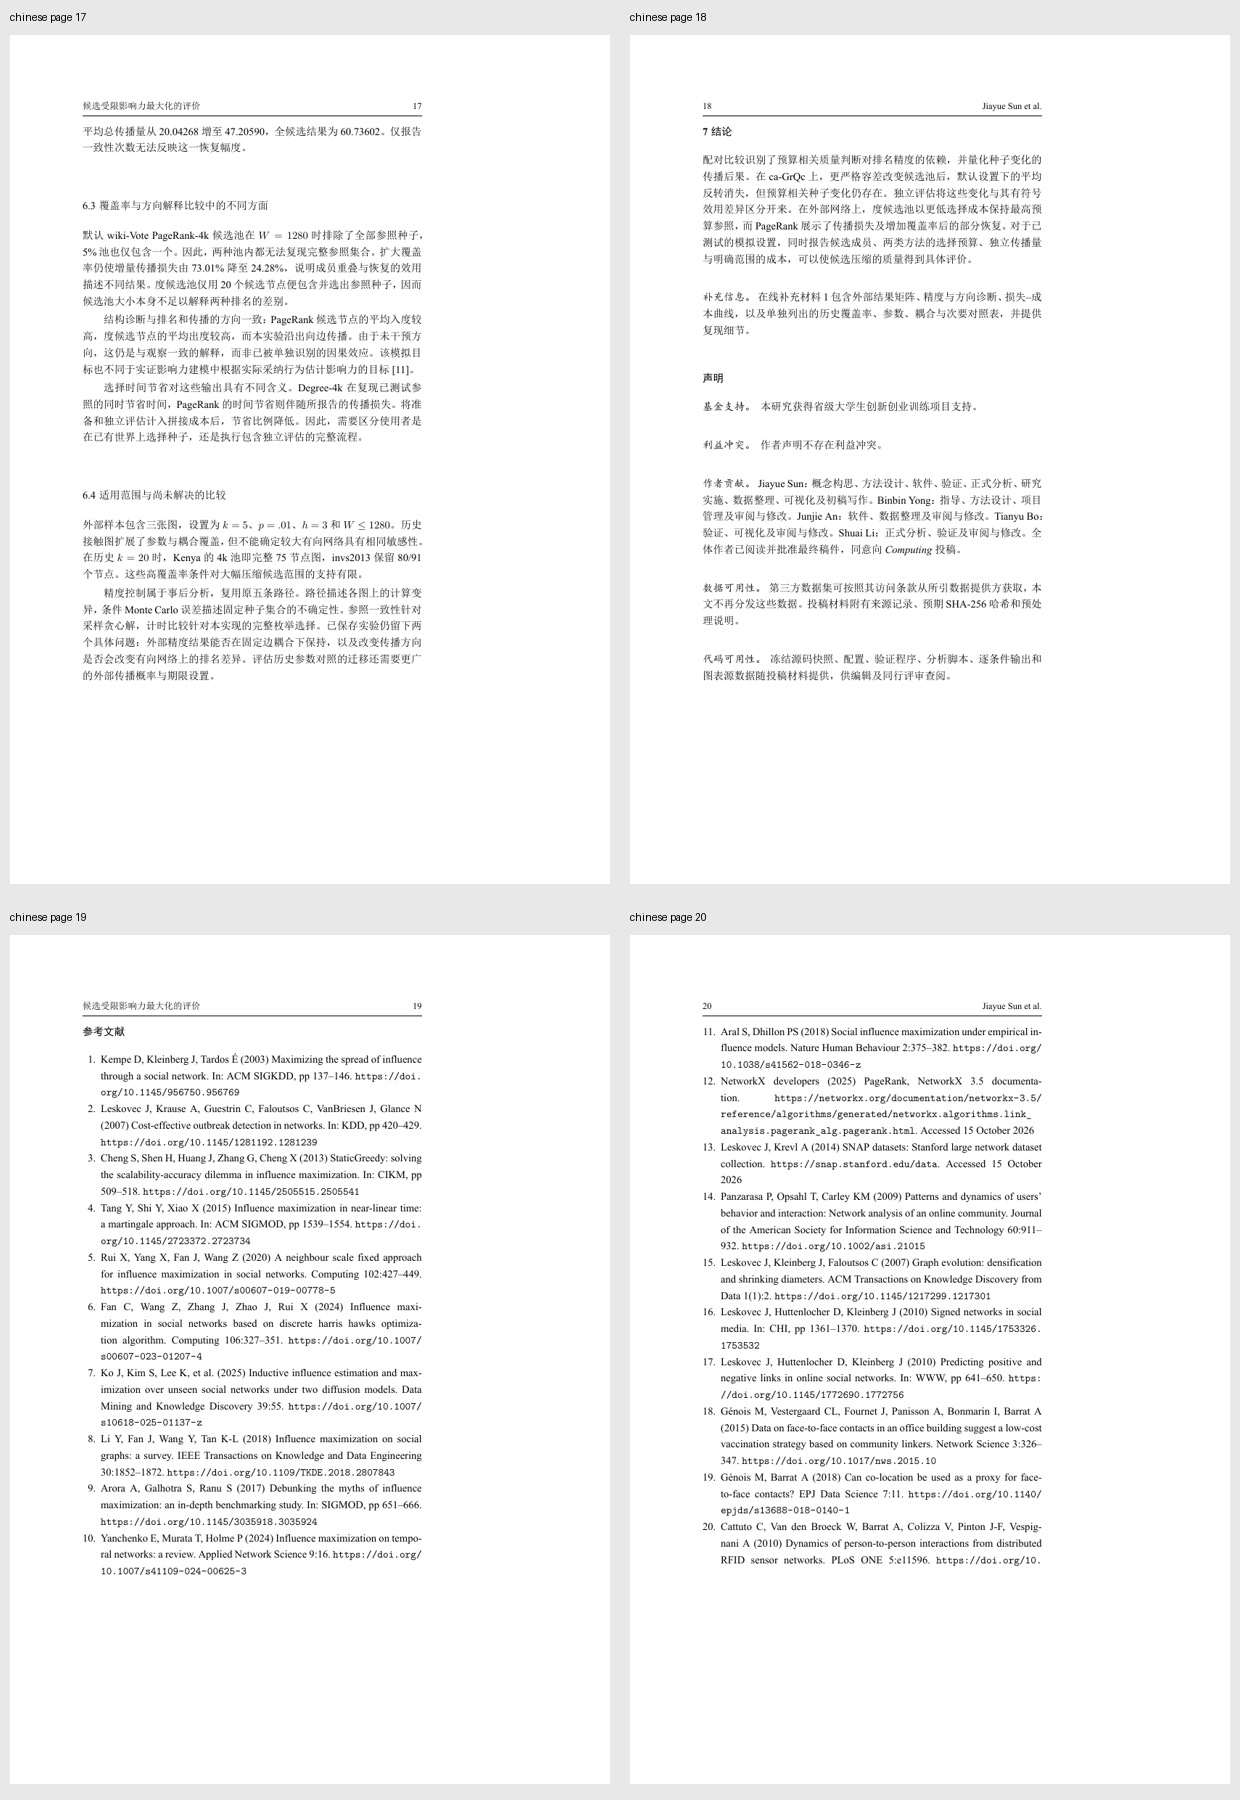 chinese page 17
候选受限影响力最大化的评价 17
平均总传播量从 20.04268 增至 47.20590，全候选结果为 60.73602。仅报告
一致性次数无法反映这一恢复幅度。
6.3 覆盖率与方向解释比较中的不同方面
默认 wiki-Vote PageRank-4k 候选池在 W = 1280 时排除了全部参照种子，
5% 池也仅包含一个。因此，两种池内都无法复现完整参照集合。扩大覆盖
率仍使增量传播损失由 73.01% 降至 24.28%，说明成员重叠与恢复的效用
描述不同结果。度候选池仅用 20 个候选节点便包含并选出参照种子，因而
候选池大小本身不足以解释两种排名的差别。
结构诊断与排名和传播的方向一致：PageRank 候选节点的平均入度较
高，度候选节点的平均出度较高，而本实验沿出向边传播。由于未干预方
向，这仍是与观察一致的解释，而非已被单独识别的因果效应。该模拟目
标也不同于实证影响力建模中根据实际采纳行为估计影响力的目标 [11]。
选择时间节省对这些输出具有不同含义。Degree-4k 在复现已测试参
照的同时节省时间，PageRank 的时间节省则伴随所报告的传播损失。将准
备和独立评估计入拼接成本后，节省比例降低。因此，需要区分使用者是
在已有世界上选择种子，还是执行包含独立评估的完整流程。
6.4 适用范围与尚未解决的比较
外部样本包含三张图，设置为 k = 5、p = .01、h = 3 和 W ≤ 1280。历史
接触图扩展了参数与耦合覆盖，但不能确定较大有向网络具有相同敏感性。
在历史 k = 20 时，Kenya 的 4k 池即完整 75 节点图，invs2013 保留 80/91
个节点。这些高覆盖率条件对大幅压缩候选范围的支持有限。
精度控制属于事后分析，复用原五条路径。路径描述各图上的计算变
异，条件 Monte Carlo 误差描述固定种子集合的不确定性。参照一致性针对
采样贪心解，计时比较针对本实现的完整枚举选择。已保存实验仍留下两
个具体问题：外部精度结果能否在固定边耦合下保持，以及改变传播方向
是否会改变有向网络上的排名差异。评估历史参数对照的迁移还需要更广
的外部传播概率与期限设置。
chinese page 18
18 Jiayue Sun et al.
7 结论
配对比较识别了预算相关质量判断对排名精度的依赖，并量化种子变化的
传播后果。在 ca-GrQc 上，更严格容差改变候选池后，默认设置下的平均
反转消失，但预算相关种子变化仍存在。独立评估将这些变化与其有符号
效用差异区分开来。在外部网络上，度候选池以更低选择成本保持最高预
算参照，而 PageRank 展示了传播损失及增加覆盖率后的部分恢复。对于已
测试的模拟设置，同时报告候选成员、两类方法的选择预算、独立传播量
与明确范围的成本，可以使候选压缩的质量得到具体评价。
补充信息。 在线补充材料 1 包含外部结果矩阵、精度与方向诊断、损失–成
本曲线，以及单独列出的历史覆盖率、参数、耦合与次要对照表，并提供
复现细节。
声明
基金支持。 本研究获得省级大学生创新创业训练项目支持。
利益冲突。 作者声明不存在利益冲突。
作者贡献。 Jiayue Sun：概念构思、方法设计、软件、验证、正式分析、研究
实施、数据整理、可视化及初稿写作。Binbin Yong：指导、方法设计、项目
管理及审阅与修改。Junjie An：软件、数据整理及审阅与修改。Tianyu Bo：
验证、可视化及审阅与修改。Shuai Li：正式分析、验证及审阅与修改。全
体作者已阅读并批准最终稿件，同意向 Computing 投稿。
数据可用性。 第三方数据集可按照其访问条款从所引数据提供方获取，本
文不再分发这些数据。投稿材料附有来源记录、预期 SHA-256 哈希和预处
理说明。
代码可用性。 冻结源码快照、配置、验证程序、分析脚本、逐条件输出和
图表源数据随投稿材料提供，供编辑及同行评审查阅。
chinese page 19
候选受限影响力最大化的评价 19
参考文献
1. Kempe D, Kleinberg J, Tardos É (2003) Maximizing the spread of influence
through a social network. In: ACM SIGKDD, pp 137–146. https://doi.
org/10.1145/956750.956769
2. Leskovec J, Krause A, Guestrin C, Faloutsos C, VanBriesen J, Glance N
(2007) Cost-effective outbreak detection in networks. In: KDD, pp 420–429.
https://doi.org/10.1145/1281192.1281239
3. Cheng S, Shen H, Huang J, Zhang G, Cheng X (2013) StaticGreedy: solving
the scalability-accuracy dilemma in influence maximization. In: CIKM, pp
509–518. https://doi.org/10.1145/2505515.2505541
4. Tang Y, Shi Y, Xiao X (2015) Influence maximization in near-linear time:
a martingale approach. In: ACM SIGMOD, pp 1539–1554. https://doi.
org/10.1145/2723372.2723734
5. Rui X, Yang X, Fan J, Wang Z (2020) A neighbour scale fixed approach
for influence maximization in social networks. Computing 102:427–449.
https://doi.org/10.1007/s00607-019-00778-5
6. Fan C, Wang Z, Zhang J, Zhao J, Rui X (2024) Influence maxi-
mization in social networks based on discrete harris hawks optimiza-
tion algorithm. Computing 106:327–351. https://doi.org/10.1007/
s00607-023-01207-4
7. Ko J, Kim S, Lee K, et al. (2025) Inductive influence estimation and max-
imization over unseen social networks under two diffusion models. Data
Mining and Knowledge Discovery 39:55. https://doi.org/10.1007/
s10618-025-01137-z
8. Li Y, Fan J, Wang Y, Tan K-L (2018) Influence maximization on social
graphs: a survey. IEEE Transactions on Knowledge and Data Engineering
30:1852–1872. https://doi.org/10.1109/TKDE.2018.2807843
9. Arora A, Galhotra S, Ranu S (2017) Debunking the myths of influence
maximization: an in-depth benchmarking study. In: SIGMOD, pp 651–666.
https://doi.org/10.1145/3035918.3035924
10. Yanchenko E, Murata T, Holme P (2024) Influence maximization on tempo-
ral networks: a review. Applied Network Science 9:16. https://doi.org/
10.1007/s41109-024-00625-3
chinese page 20
20 Jiayue Sun et al.
11. Aral S, Dhillon PS (2018) Social influence maximization under empirical in-
fluence models. Nature Human Behaviour 2:375–382. https://doi.org/
10.1038/s41562-018-0346-z
12. NetworkX developers (2025) PageRank, NetworkX 3.5 documenta-
tion. https://networkx.org/documentation/networkx-3.5/
reference/algorithms/generated/networkx.algorithms.link_
analysis.pagerank_alg.pagerank.html. Accessed 15 October 2026
13. Leskovec J, Krevl A (2014) SNAP datasets: Stanford large network dataset
collection. https://snap.stanford.edu/data. Accessed 15 October
2026
14. Panzarasa P, Opsahl T, Carley KM (2009) Patterns and dynamics of users’
behavior and interaction: Network analysis of an online community. Journal
of the American Society for Information Science and Technology 60:911–
932. https://doi.org/10.1002/asi.21015
15. Leskovec J, Kleinberg J, Faloutsos C (2007) Graph evolution: densification
and shrinking diameters. ACM Transactions on Knowledge Discovery from
Data 1(1):2. https://doi.org/10.1145/1217299.1217301
16. Leskovec J, Huttenlocher D, Kleinberg J (2010) Signed networks in social
media. In: CHI, pp 1361–1370. https://doi.org/10.1145/1753326.
1753532
17. Leskovec J, Huttenlocher D, Kleinberg J (2010) Predicting positive and
negative links in online social networks. In: WWW, pp 641–650. https:
//doi.org/10.1145/1772690.1772756
18. Génois M, Vestergaard CL, Fournet J, Panisson A, Bonmarin I, Barrat A
(2015) Data on face-to-face contacts in an office building suggest a low-cost
vaccination strategy based on community linkers. Network Science 3:326–
347. https://doi.org/10.1017/nws.2015.10
19. Génois M, Barrat A (2018) Can co-location be used as a proxy for face-
to-face contacts? EPJ Data Science 7:11. https://doi.org/10.1140/
epjds/s13688-018-0140-1
20. Cattuto C, Van den Broeck W, Barrat A, Colizza V, Pinton J-F, Vespig-
nani A (2010) Dynamics of person-to-person interactions from distributed
RFID sensor networks. PLoS ONE 5:e11596. https://doi.org/10.